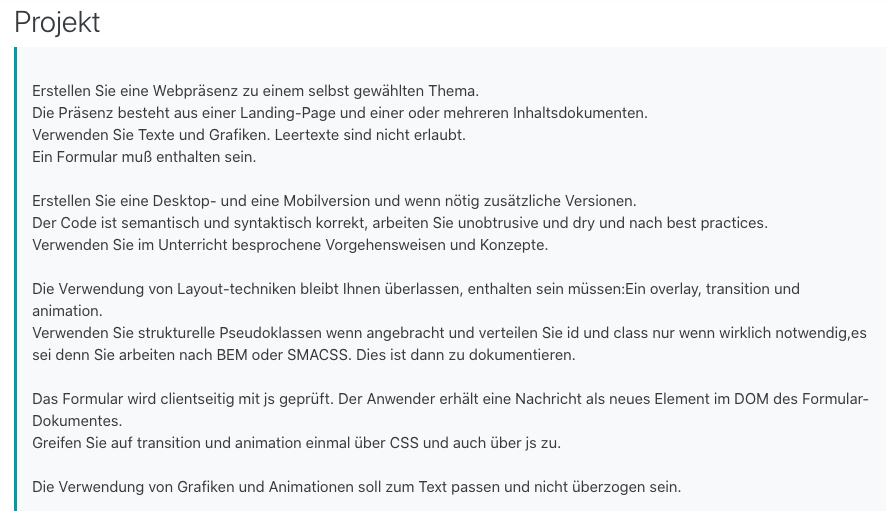 Projekt
Erstellen Sie eine Webpräsenz zu einem selbst gewählten Thema.
Die Präsenz besteht aus einer Landing-Page und einer oder mehreren Inhaltsdokumenten.
Verwenden Sie Texte und Grafiken. Leertexte sind nicht erlaubt.
Ein Formular muß enthalten sein.
Erstellen Sie eine Desktop- und eine Mobilversion und wenn nötig zusätzliche Versionen.
Der Code ist semantisch und syntaktisch korrekt, arbeiten Sie unobtrusive und dry und nach best practices.
Verwenden Sie im Unterricht besprochene Vorgehensweisen und Konzepte.
Die Verwendung von Layout-techniken bleibt Ihnen überlassen, enthalten sein müssen:Ein overlay, transition und
animation.
Verwenden Sie strukturelle Pseudoklassen wenn angebracht und verteilen Sie id und class nur wenn wirklich notwendig,es
sei denn Sie arbeiten nach BEM oder SMACSS. Dies ist dann zu dokumentieren.
Das Formular wird clientseitig mit js geprüft. Der Anwender erhält eine Nachricht als neues Element im DOM des Formular-
Dokumentes.
Greifen Sie auf transition und animation einmal über CSS und auch über js zu.
Die Verwendung von Grafiken und Animationen soll zum Text passen und nicht überzogen sein.